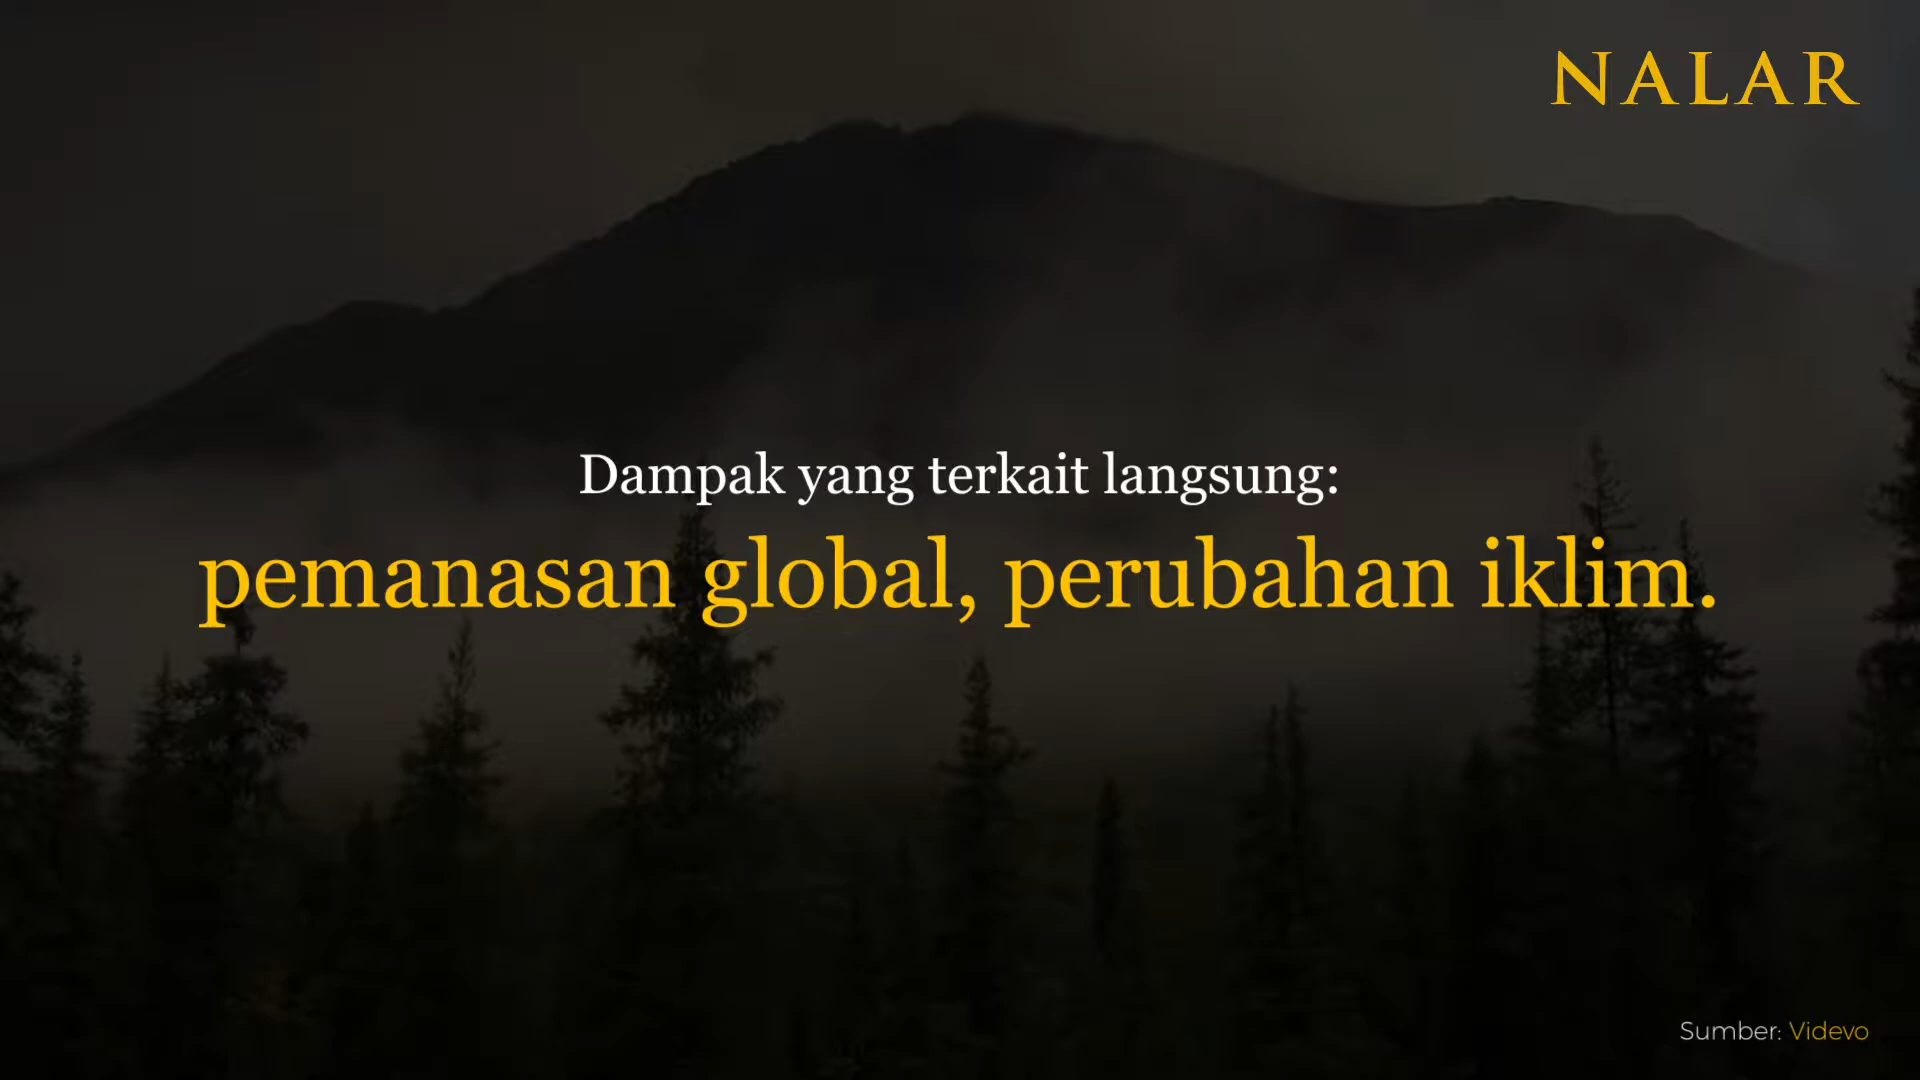 NALAR
Dampak yang terkait langsung:
pemanasan global, perubahan iklim.
Sumber: Videvo